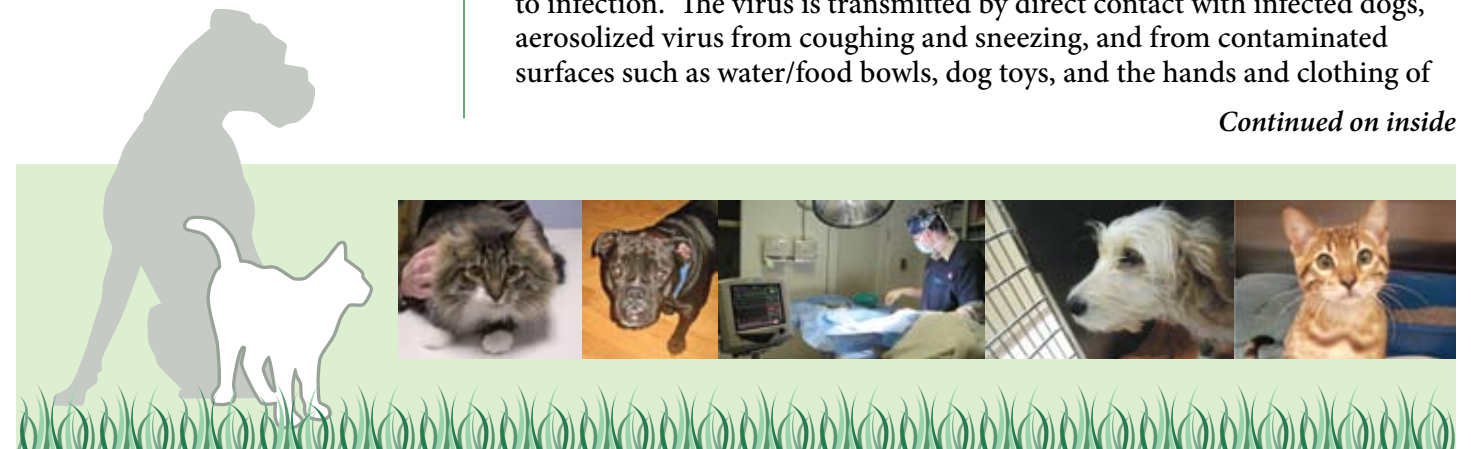 to infection.  The virus is transmitted by direct contact with infected dogs,
aerosolized virus from coughing and sneezing, and from contaminated
surfaces such as water/food bowls, dog toys, and the hands and clothing of
Continued on inside